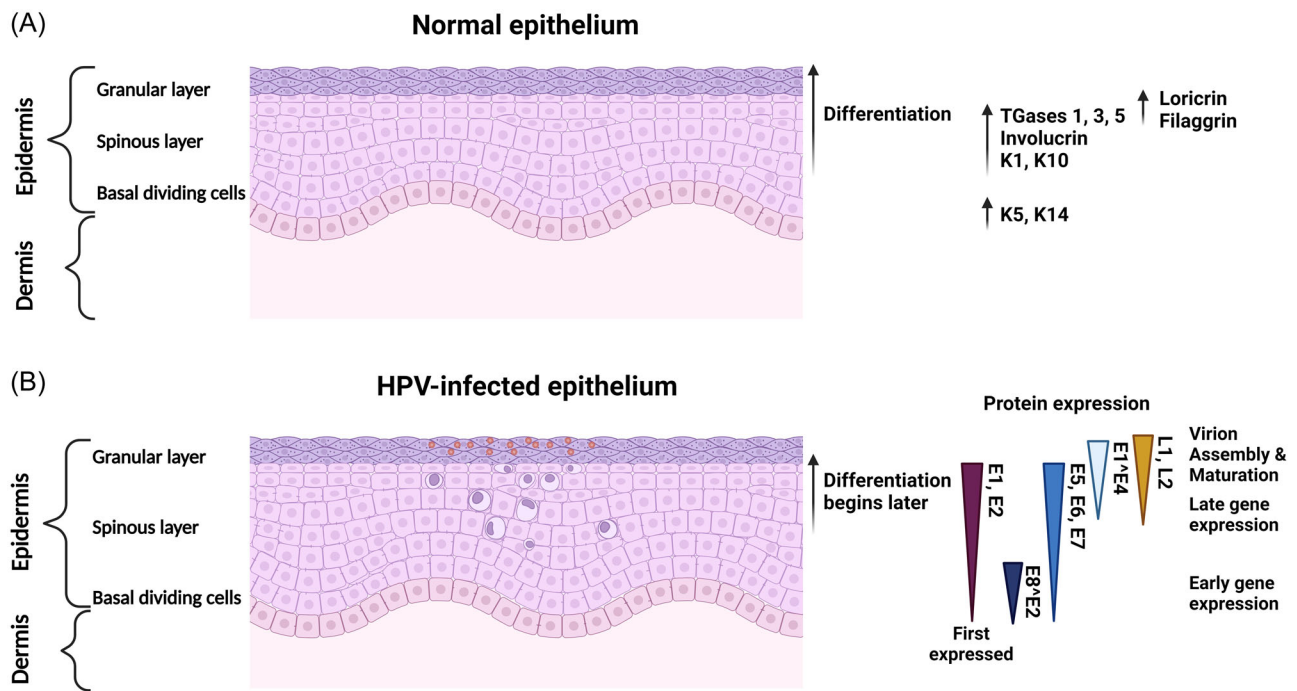 (A)
Normal epithelium
Epidermis
Granular layer
Spinous layer
Basal dividing cells
Dermis
Differentiation
TGases 1, 3, 5
Involucrin
K1, K10
Loricrin
Filaggrin
K5, K14
(B)
HPV-infected epithelium
Epidermis
Granular layer
Spinous layer
Basal dividing cells
Dermis
Differentiation
begins later
Protein expression
E1, E2
E8^E2
E5, E6, E7
E1^E4
L1, L2
First
expressed
Virion
Assembly &
Maturation
Late gene
expression
Early gene
expression